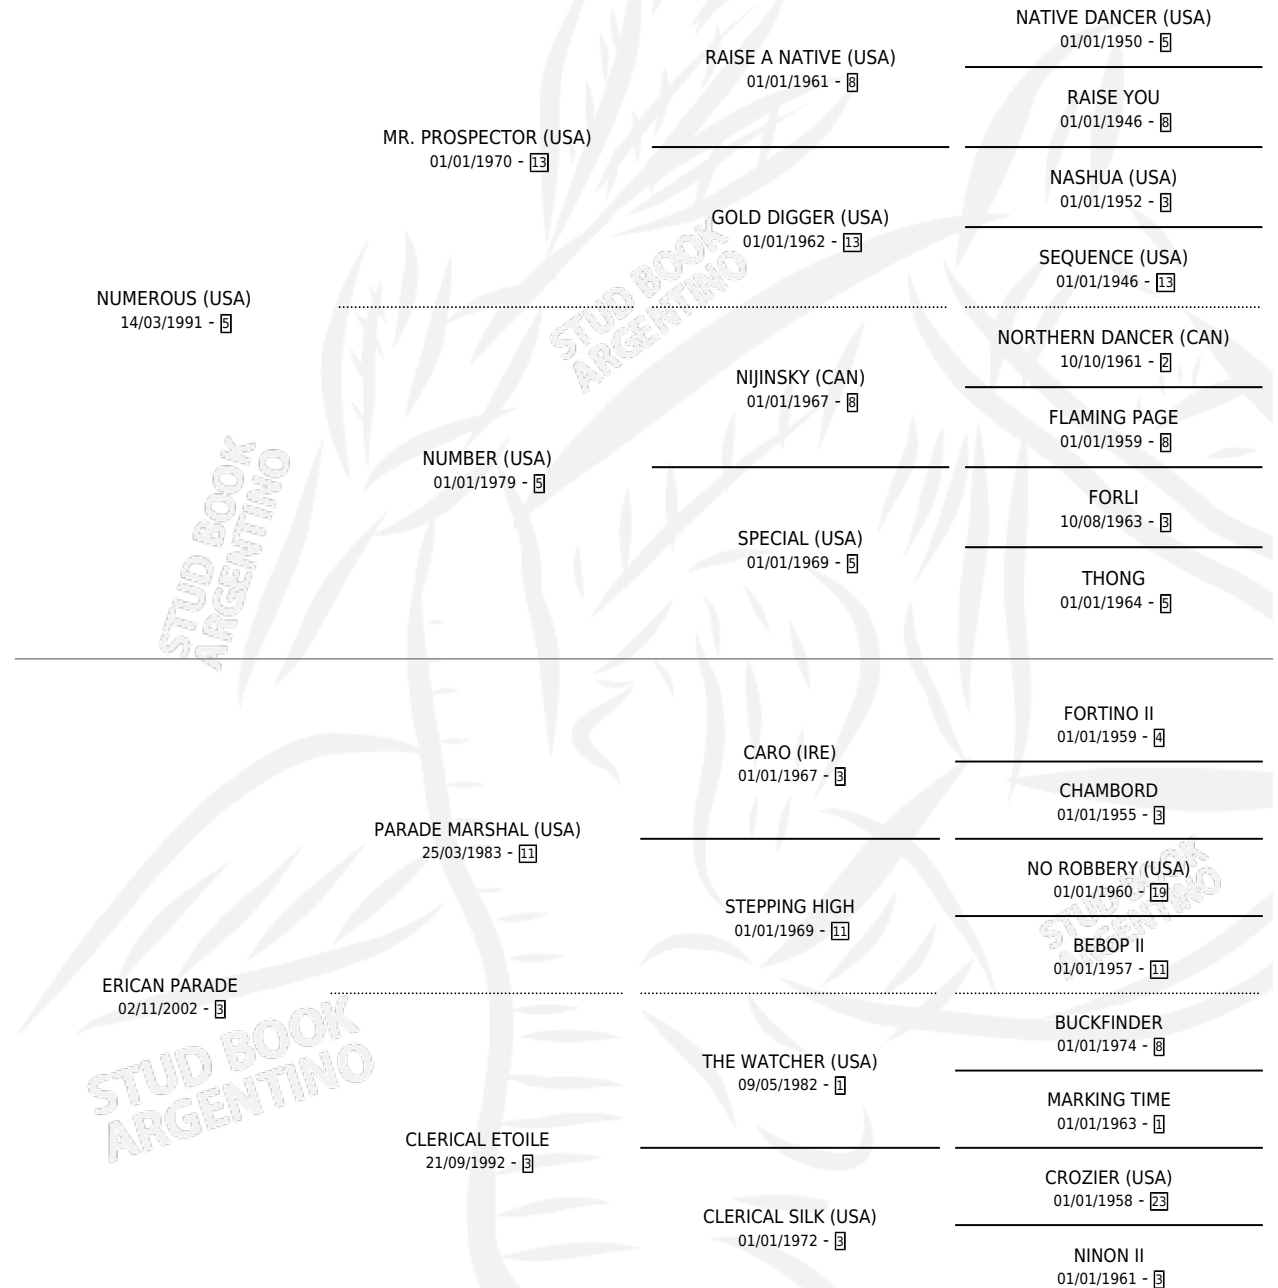 NATIVE DANCER (USA)
01/01/1950 - 5
RAISE A NATIVE (USA)
01/01/1961 - 8
RAISE YOU
01/01/1946 - 8
MR. PROSPECTOR (USA)
01/01/1970 - 13
NASHUA (USA)
01/01/1952 - 3
GOLD DIGGER (USA)
01/01/1962 - 13
SEQUENCE (USA)
01/01/1946 - 13
NUMEROUS (USA)
14/03/1991 - 5
STUD BOOK
ARGENTINO
NORTHERN DANCER (CAN)
10/10/1961 - 2
NIJINSKY (CAN)
01/01/1967 - 8
FLAMING PAGE
01/01/1959 - 8
NUMBER (USA)
01/01/1979 - 5
FORLI
10/08/1963 - 3
SPECIAL (USA)
01/01/1969 - 5
THONG
01/01/1964 - 5
STUD BOOK
ARGENTINO
FORTINO II
01/01/1959 - 4
CARO (IRE)
01/01/1967 - 3
CHAMBORD
01/01/1955 - 3
PARADE MARSHAL (USA)
25/03/1983 - 11
NO ROBBERY (USA)
01/01/1960 - 19
STEPPING HIGH
01/01/1969 - 11
STUD BOOK
ARGENTINO
BEBOP II
01/01/1957 - 11
ERICAN PARADE
02/11/2002 - 3
STUD BOOK
ARGENTINO
BUCKFINDER
01/01/1974 - 8
THE WATCHER (USA)
09/05/1982 - 1
MARKING TIME
01/01/1963 - 1
CLERICAL ETOILE
21/09/1992 - 3
CROZIER (USA)
01/01/1958 - 23
CLERICAL SILK (USA)
01/01/1972 - 3
NINON II
01/01/1961 - 3